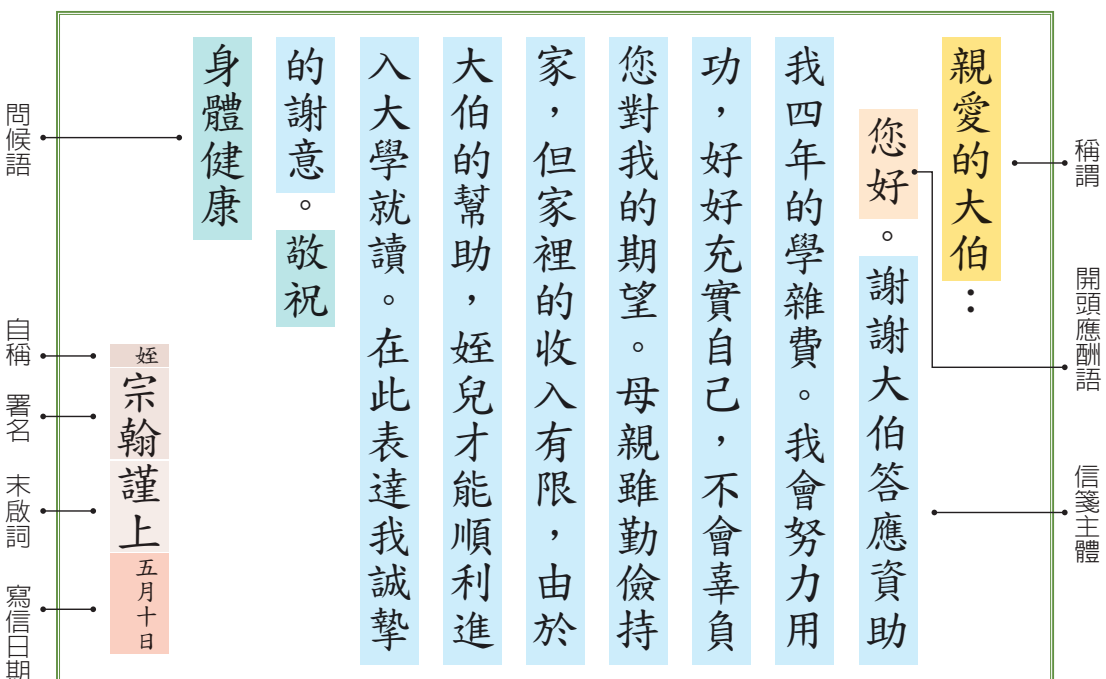 親愛的大伯：
您好。謝謝大伯答應資助
我四年的學雜費。我會努力用
功，好好充實自己，不會辜負
您對我的期望。母親雖勤儉持
家，但家裡的收入有限，由於
大伯的幫助，姪兒才能順利進
入大學就讀。在此表達我誠摯
的謝意。敬祝
身體健康
姪宗翰謹上五月十日
稱謂
開頭應酬語
信箋主體
問候語
自稱
署名
末啟詞
寫信日期